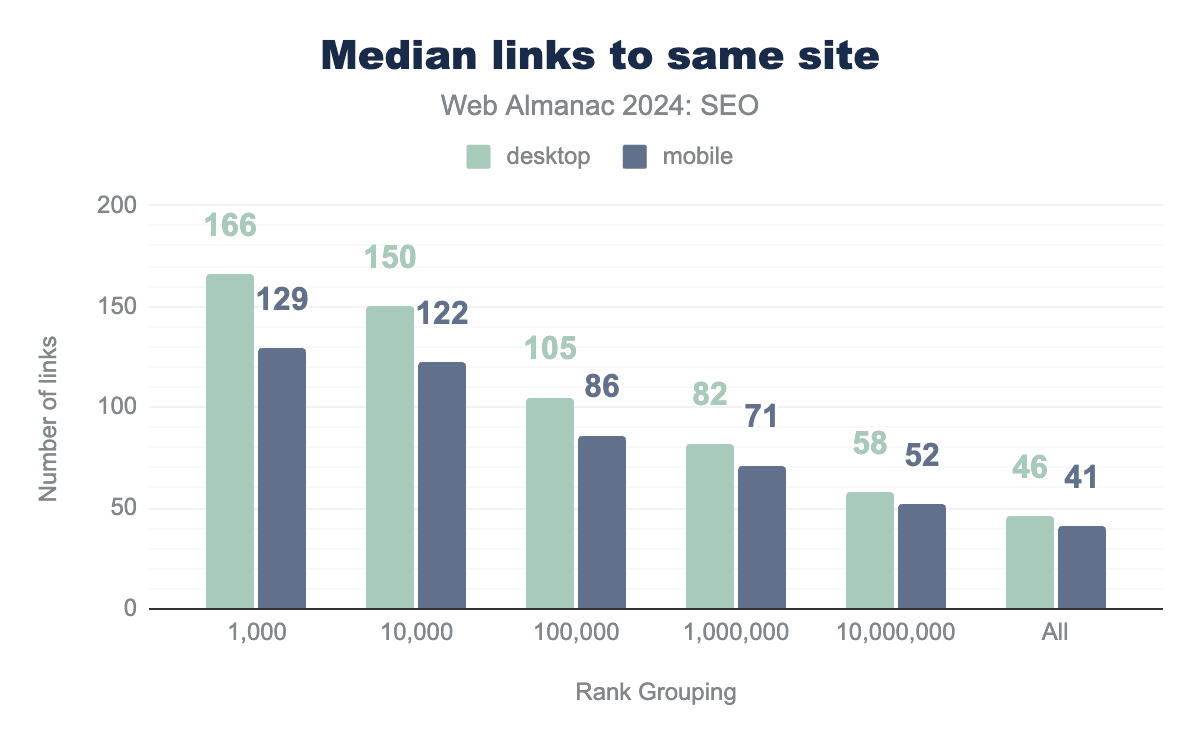 Median links to same site
Web Almanac 2024: SEO
desktop mobile
Number of links
200
150
100
50
0
166
129
150
122
105
86
82
71
58
52
46
41
1,000 10,000 100,000 1,000,000 10,000,000 All
Rank Grouping